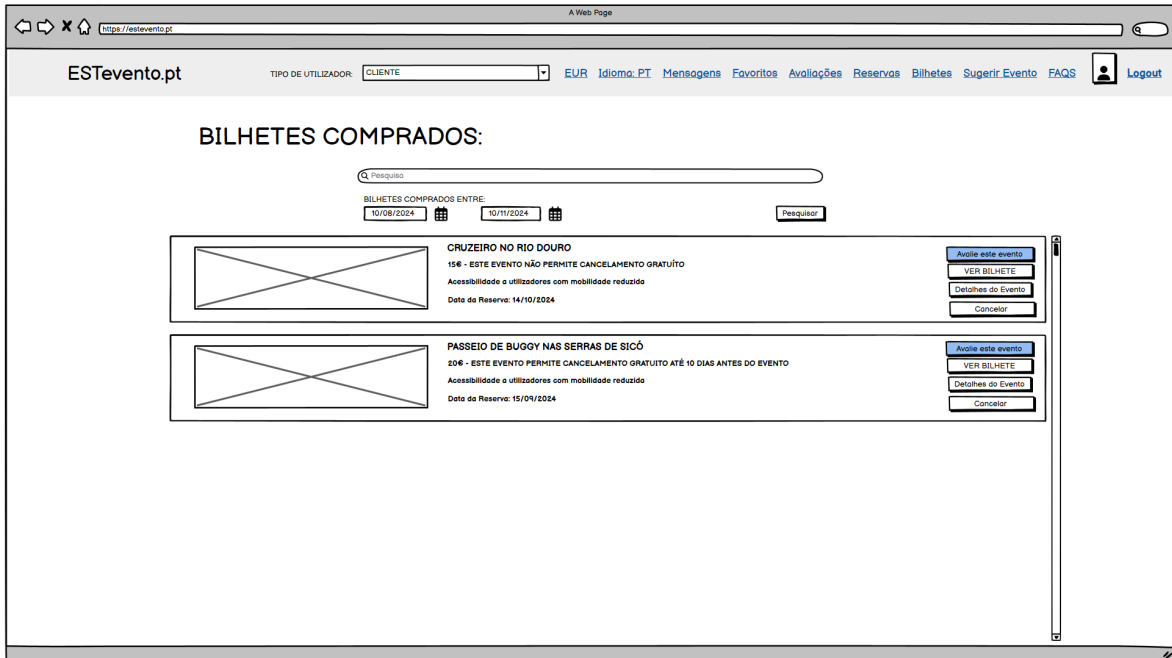 A Web Page
https://estevento.pt
ESTevento.pt
TIPO DE UTILIZADOR: CLIENTE EUR Idioma: PT Mensagens Favoritos Avaliações Reservas Bilhetes Sugerir Evento FAQS Logout
BILHETES COMPRADOS:
Pesquisa
BILHETES COMPRADOS ENTRE:
10/08/2024 10/11/2024 Pesquisar
CRUZEIRO NO RIO DOURO
15€ - ESTE EVENTO NÃO PERMITE CANCELAMENTO GRATUÍTO
Acessibilidade a utilizadores com mobilidade reduzida
Data da Reserva: 14/10/2024
Avalie este evento
VER BILHETE
Detalhes do Evento
Cancelar
PASSEIO DE BUGGY NAS SERRAS DE SICÓ
20€ - ESTE EVENTO PERMITE CANCELAMENTO GRATUITO ATÉ 10 DIAS ANTES DO EVENTO
Acessibilidade a utilizadores com mobilidade reduzida
Data da Reserva: 15/09/2024
Avalie este evento
VER BILHETE
Detalhes do Evento
Cancelar